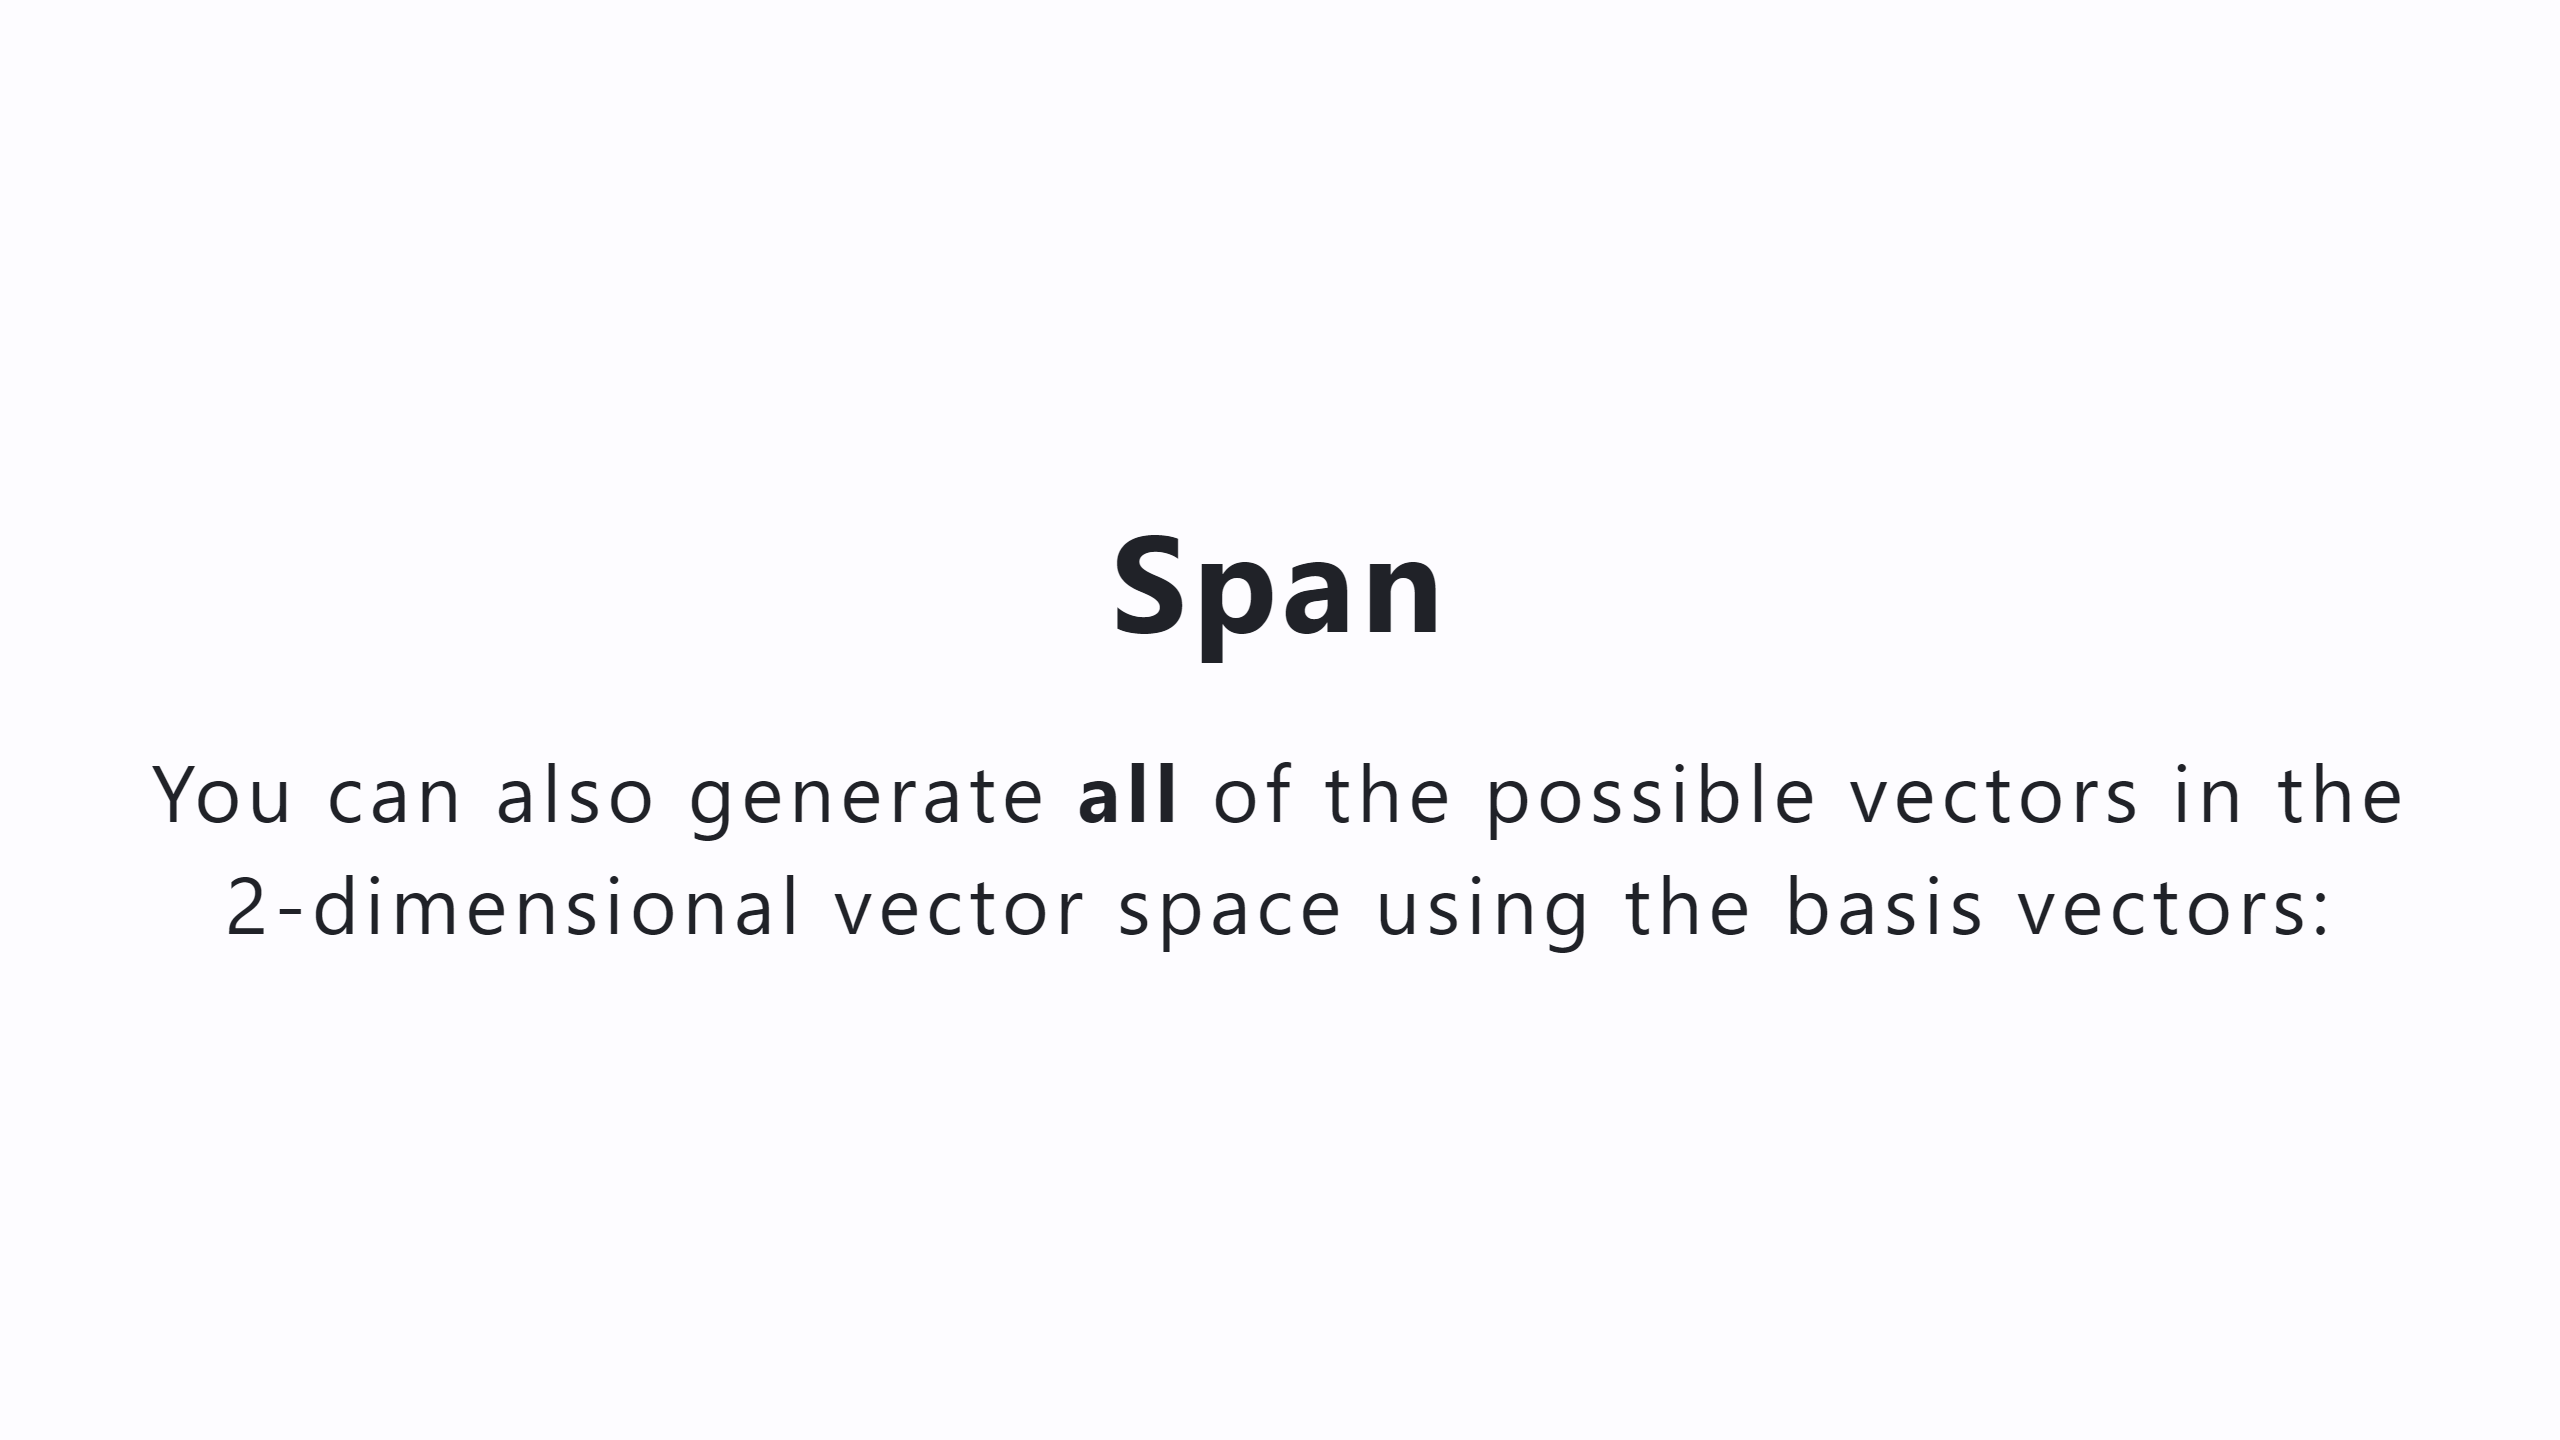 Span
You can also generate all of the possible vectors in the
2-dimensional vector space using the basis vectors: